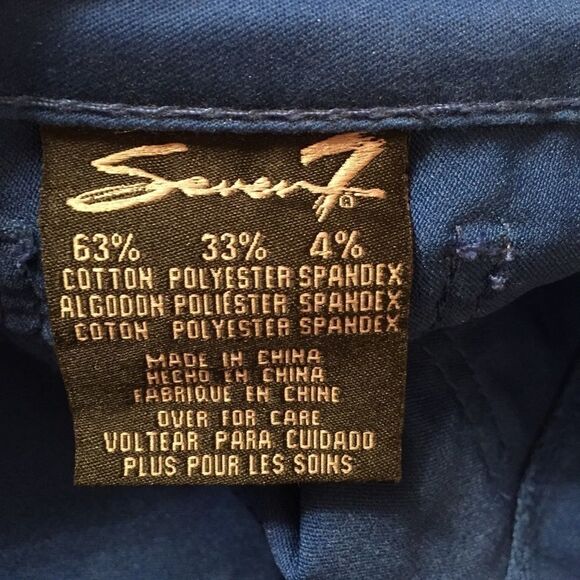 Seven7®
63% 33% 4%
COTTON POLYESTER SPANDEX
ALGODON POLIÉSTER SPANDEX
COTON POLYESTER SPANDEX
MADE IN CHINA
HECHO EN CHINA
FABRIQUE EN CHINE
OVER FOR CARE
VOLTEAR PARA CUIDADO
PLUS POUR LES SOINS